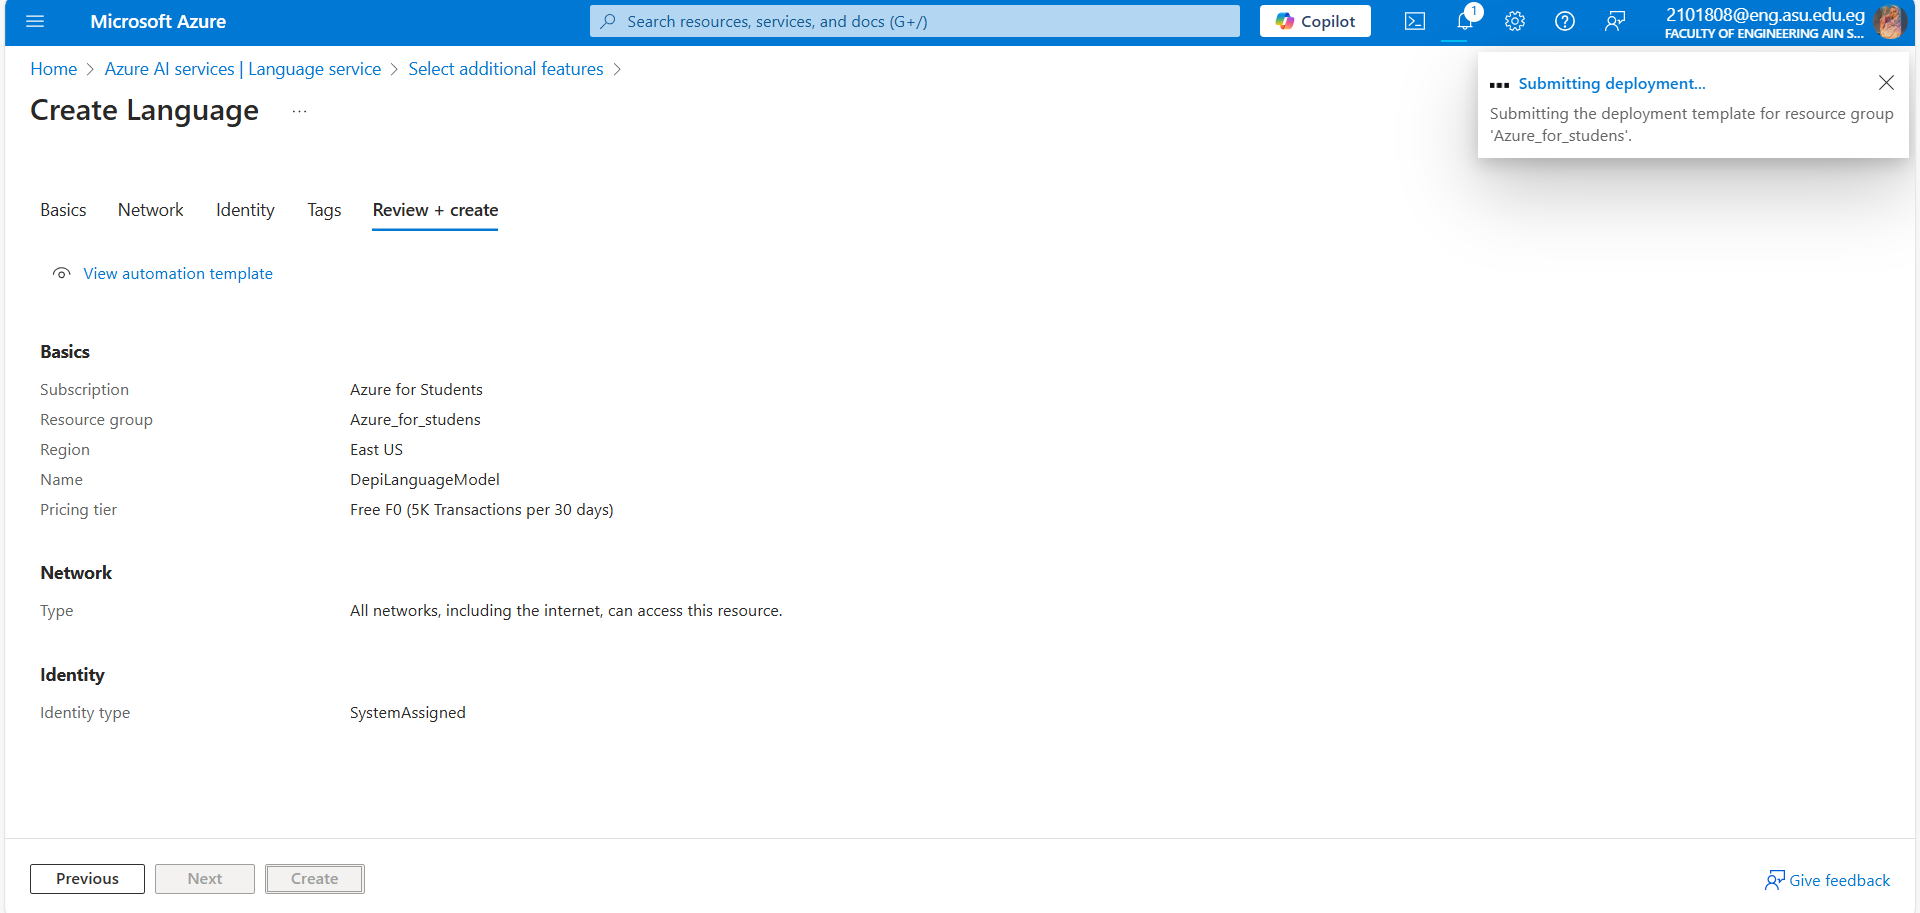 Microsoft Azure
Search resources, services, and docs (G+/)
Copilot
1
2101808@eng.asu.edu.eg
FACULTY OF ENGINEERING AIN S...
Home > Azure AI services | Language service > Select additional features >
Create Language ...
Submitting deployment...
Submitting the deployment template for resource group
'Azure_for_studens'.
Basics Network Identity Tags Review + create
View automation template
Basics
Subscription Azure for Students
Resource group Azure_for_studens
Region East US
Name DepiLanguageModel
Pricing tier Free F0 (5K Transactions per 30 days)
Network
Type All networks, including the internet, can access this resource.
Identity
Identity type SystemAssigned
Previous Next Create
Give feedback